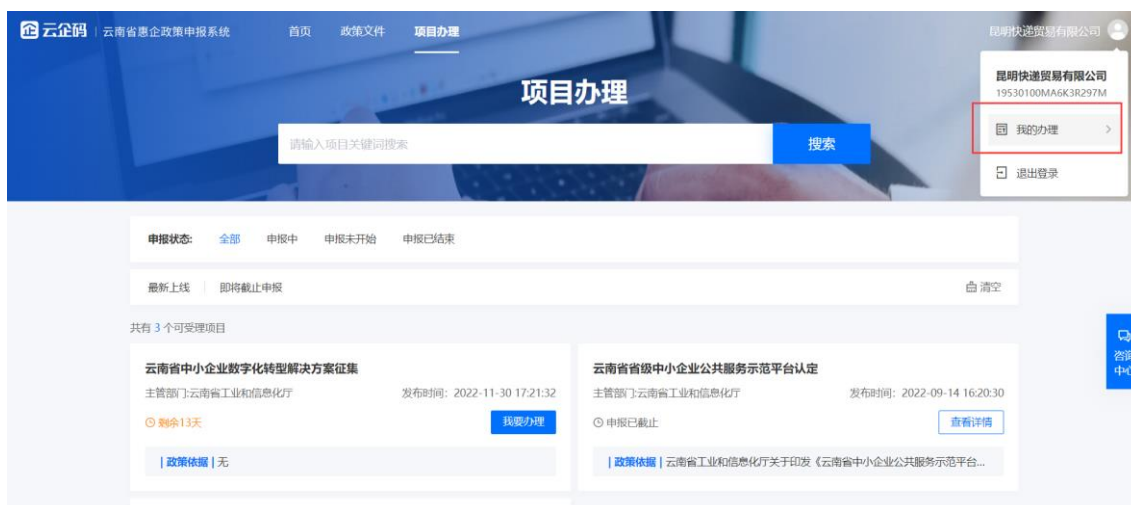 企 云企码 | 云南省惠企政策申报系统 首页 政策文件 项目办理 昆明快递贸易有限公司
项目办理
请输入项目关键词搜索 搜索
昆明快递贸易有限公司
19530100MA6K3R297M
我的办理
退出登录
申报状态: 全部 申报中 申报未开始 申报已结束
最新上线 即将截止申报 清空
共有 3 个可受理项目
云南省中小企业数字化转型解决方案征集
主管部门:云南省工业和信息化厅 发布时间: 2022-11-30 17:21:32
剩余13天 我要办理
| 政策依据 | 无
云南省省级中小企业公共服务示范平台认定
主管部门:云南省工业和信息化厅 发布时间: 2022-09-14 16:20:30
申报已截止 查看详情
| 政策依据 | 云南省工业和信息化厅关于印发《云南省中小企业公共服务示范平台...
咨询
中心